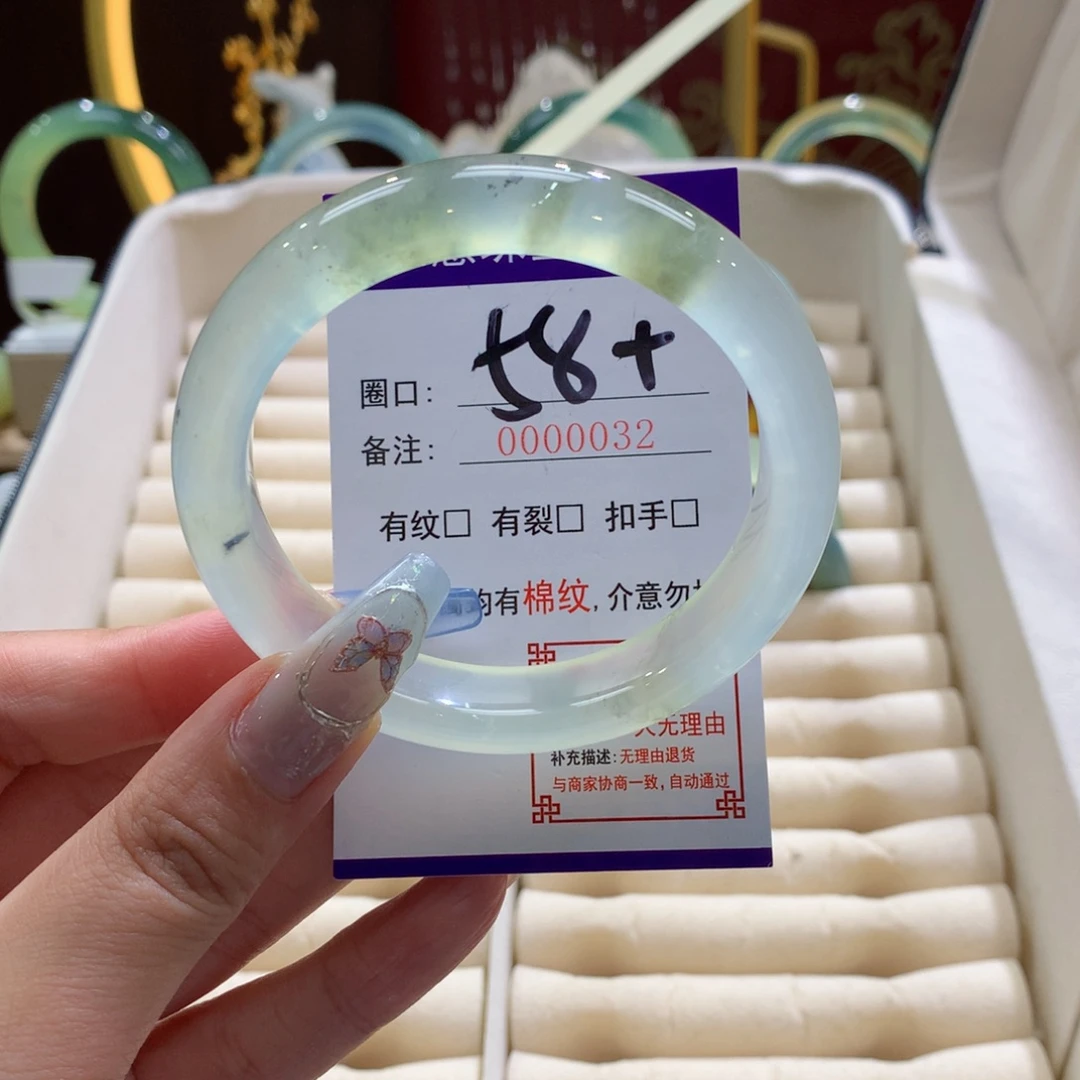 圈口: 58+
备注: 0000032
有纹□ 有裂□ 扣手□
均有棉纹,介意勿
无理由
补充描述:无理由退货
与商家协商一致,自动通过